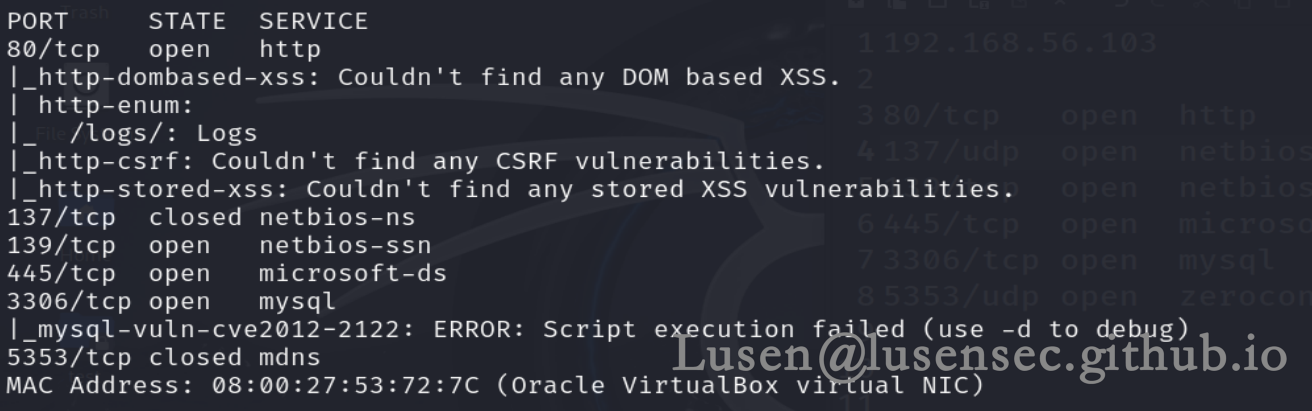 PORT     STATE  SERVICE
80/tcp   open   http
|_http-dombased-xss: Couldn't find any DOM based XSS.
| http-enum:
|_  /logs/: Logs
|_http-csrf: Couldn't find any CSRF vulnerabilities.
|_http-stored-xss: Couldn't find any stored XSS vulnerabilities.
137/tcp  closed netbios-ns
139/tcp  open   netbios-ssn
445/tcp  open   microsoft-ds
3306/tcp open   mysql
|_mysql-vuln-cve2012-2122: ERROR: Script execution failed (use -d to debug)
5353/tcp closed mdns
MAC Address: 08:00:27:53:72:7C (Oracle VirtualBox virtual NIC)
Trash
File
1 192.168.56.103
2
3 80/tcp open http
4 137/udp open netbios
netbios
6 445/tcp open microso
7 3306/tcp open mysql
8 5353/udp open zerocon
11
Lusen@lusensec.github.io